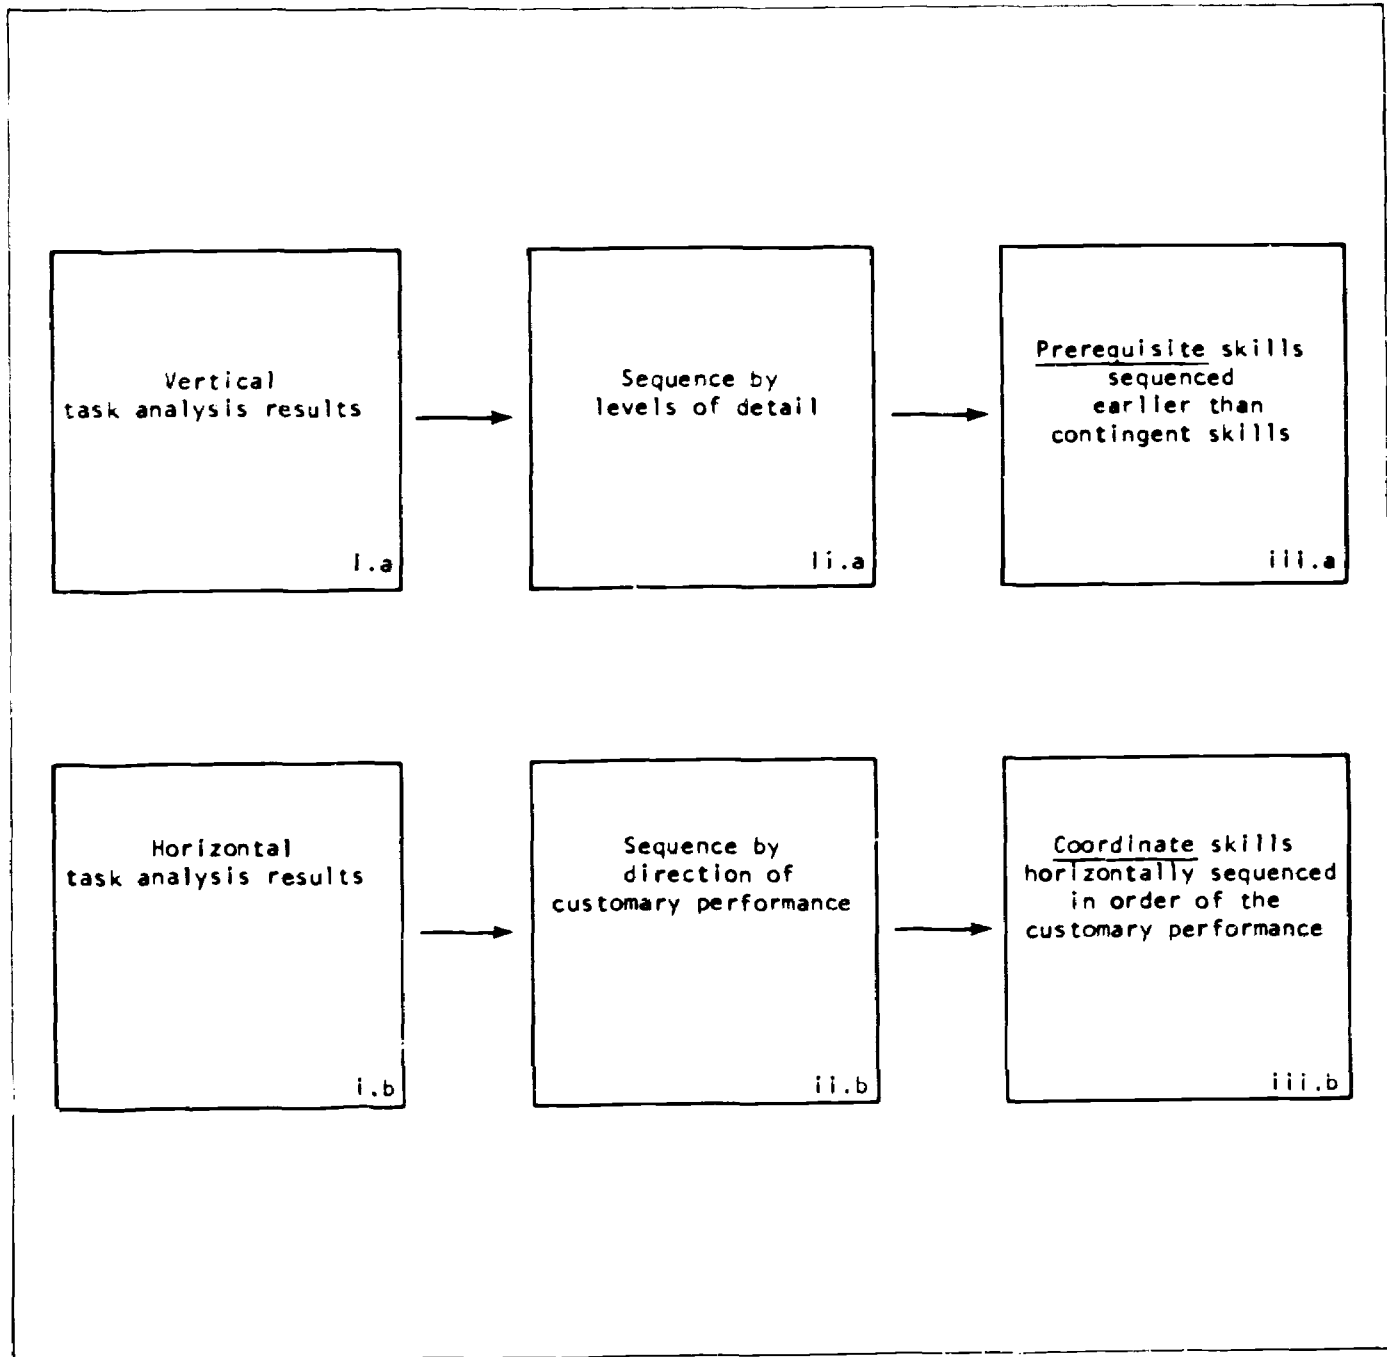 Vertical
task analysis results
i.a
Sequence by
levels of detail
ii.a
Prerequisite skills
sequenced
earlier than
contingent skills
iii.a
Horizontal
task analysis results
i.b
Sequence by
direction of
customary performance
ii.b
Coordinate skills
horizontally sequenced
in order of the
customary performance
iii.b